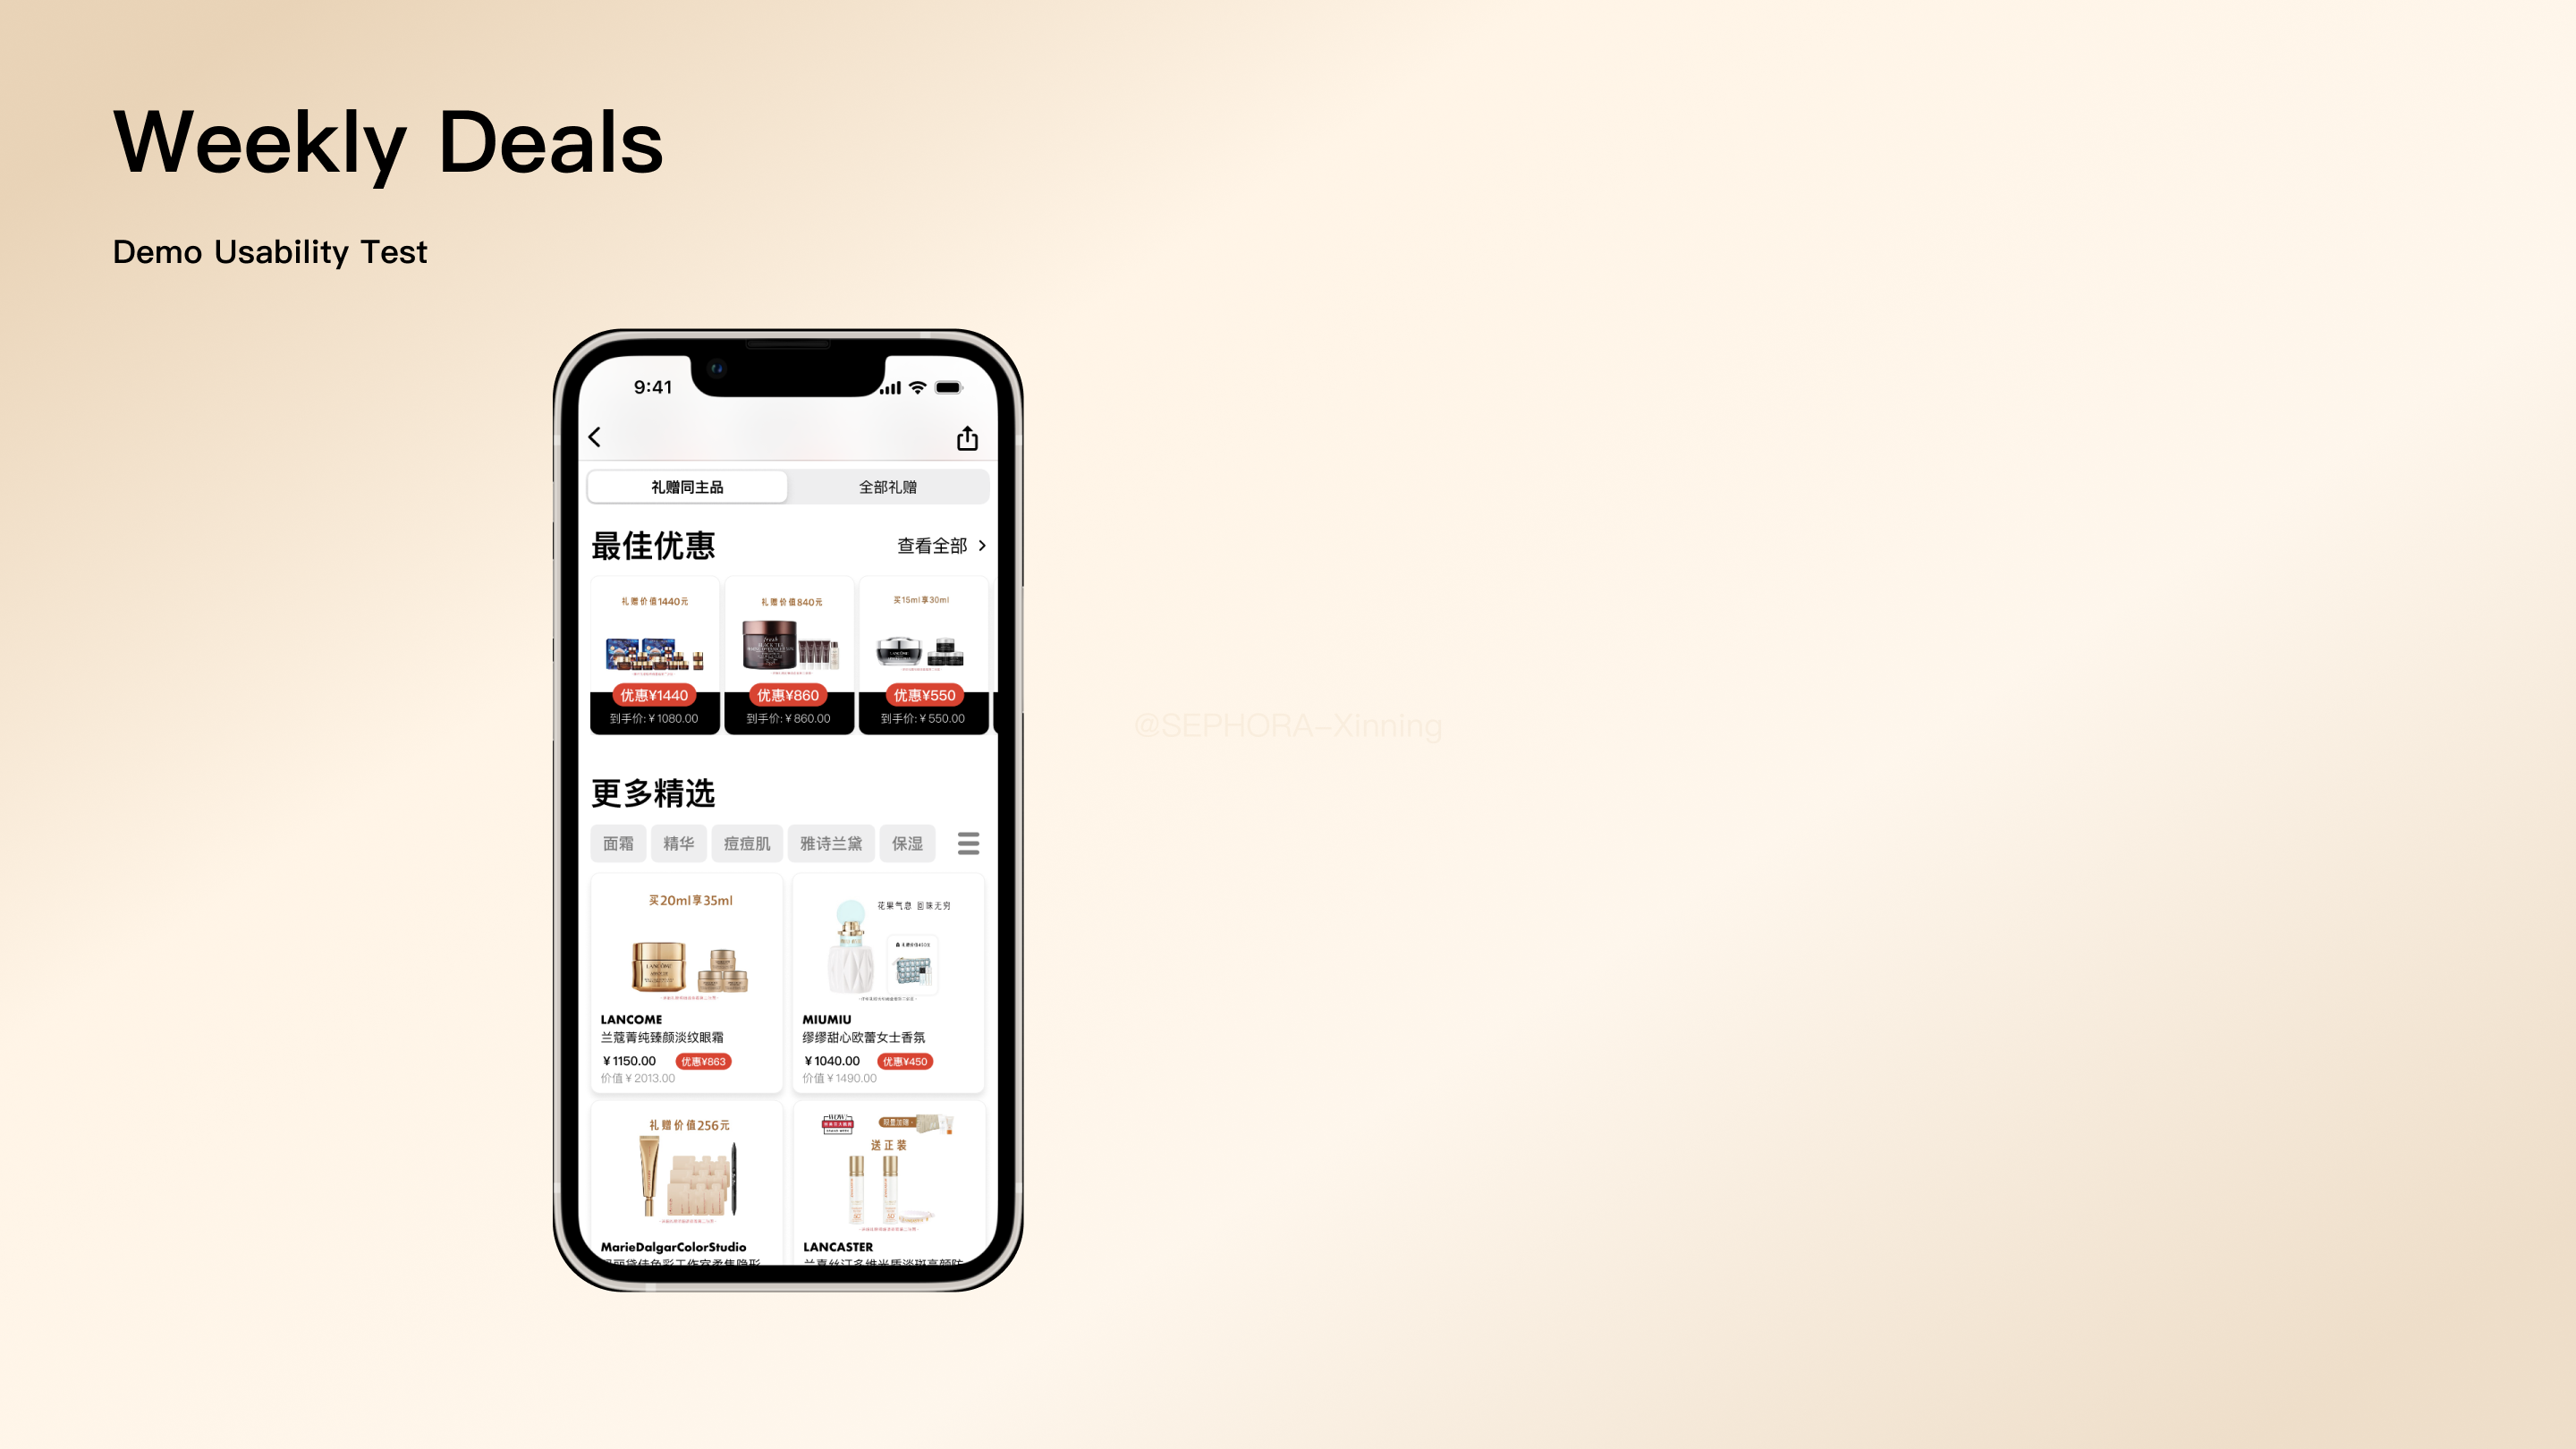 Weekly Deals
Demo Usability Test
9:41
礼赠同主品
全部礼赠
最佳优惠
查看全部
礼赠价值1440元
礼赠价值840元
买15ml享30ml
优惠¥1440
优惠¥860
优惠¥550
到手价:¥1080.00
到手价:¥860.00
到手价:¥550.00
@SEPHORA-Xinning
更多精选
面霜
精华
痘痘肌
雅诗兰黛
保湿
买20ml享35ml
花果气息 回味无穷
LANCOME
兰蔻菁纯臻颜淡纹眼霜
¥1150.00
优惠¥863
价值¥2013.00
MIUMIU
缪缪甜心欧蕾女士香氛
¥1040.00
优惠¥450
价值¥1490.00
礼赠价值256元
送正装
MarieDalgarColorStudio
LANCASTER